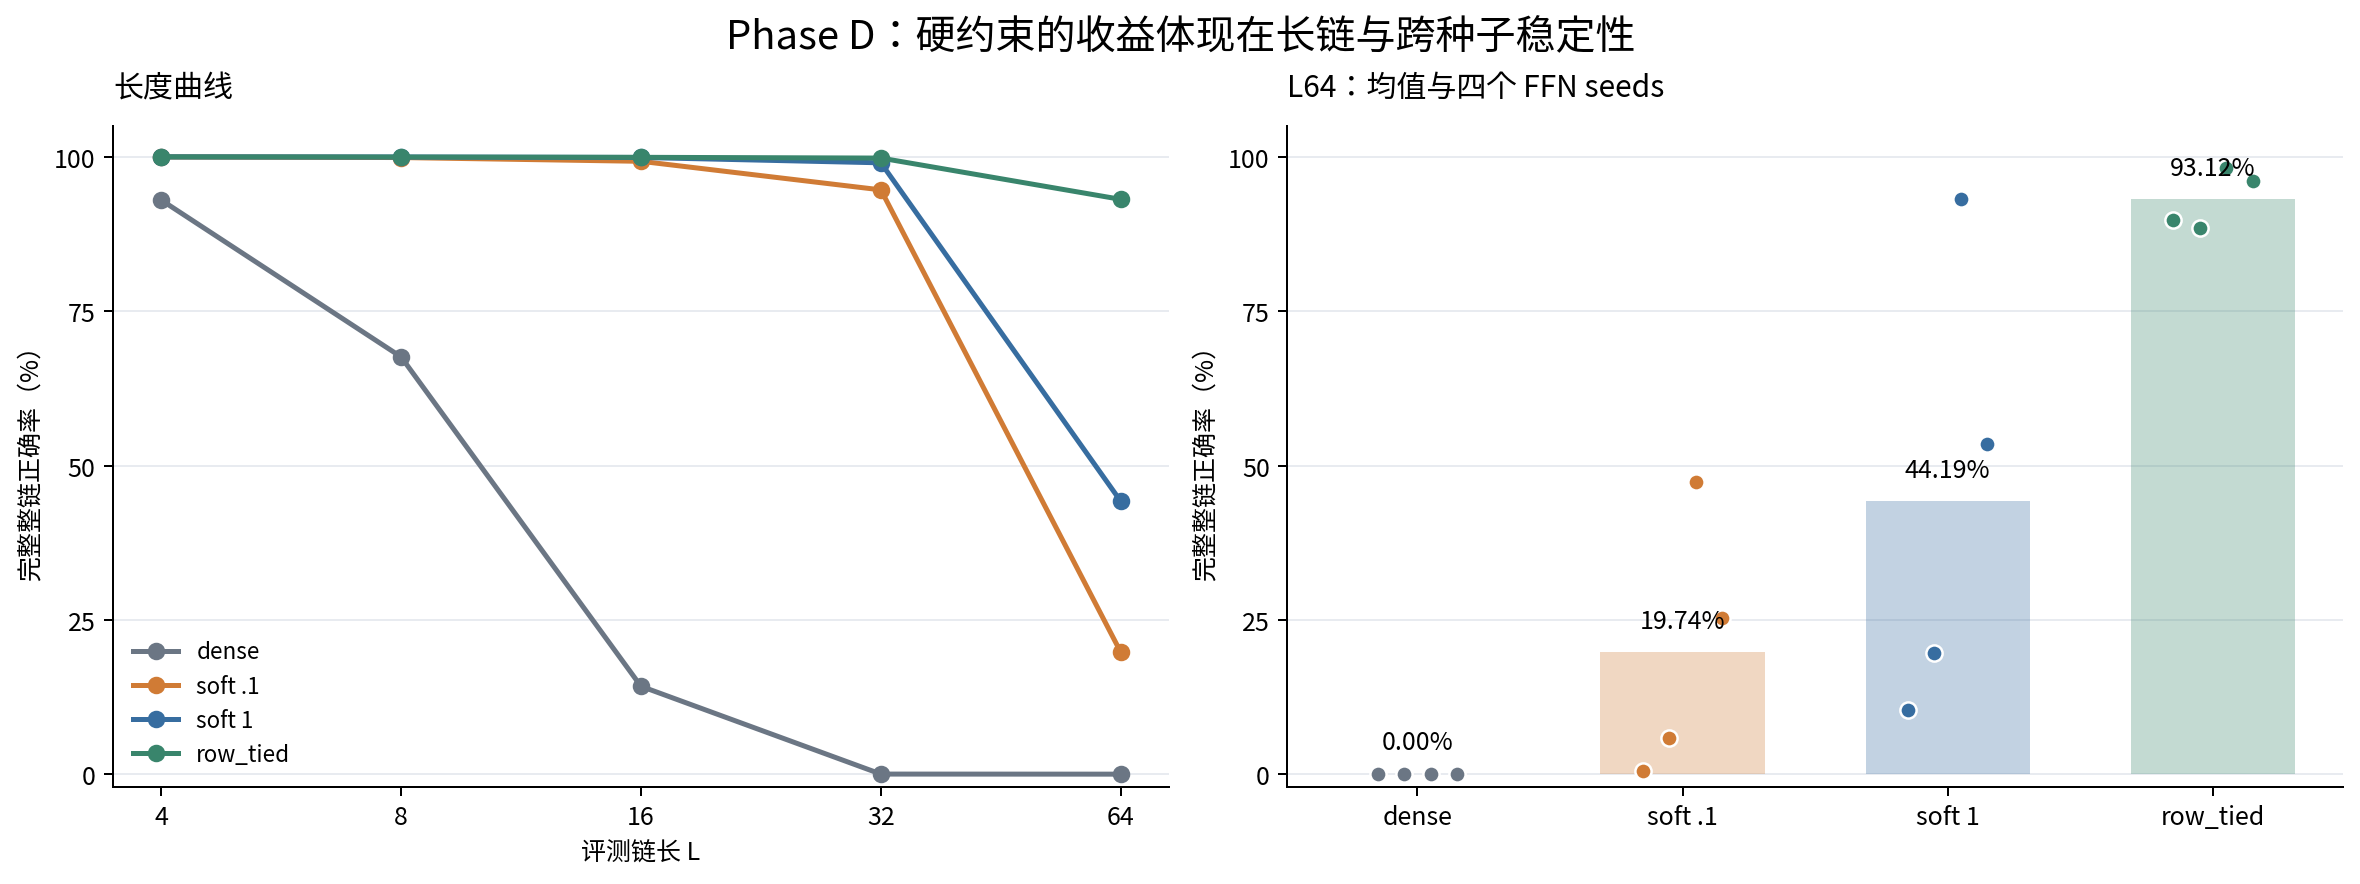 Phase D：硬约束的收益体现在长链与跨种子稳定性
长度曲线
完整整链正确率（%）
100
75
50
25
0
dense
soft .1
soft 1
row_tied
4
8
16
32
64
评测链长 L
L64：均值与四个 FFN seeds
完整整链正确率（%）
100
75
50
25
0
0.00%
19.74%
44.19%
93.12%
dense
soft .1
soft 1
row_tied